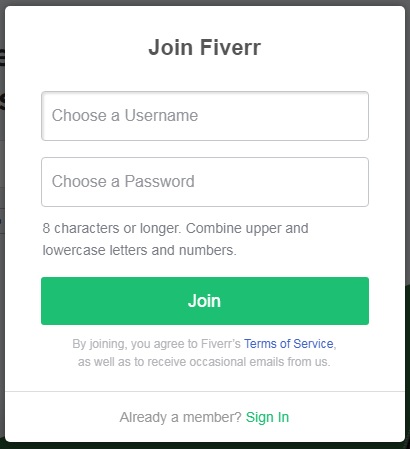 Join Fiverr
Choose a Username
Choose a Password
8 characters or longer. Combine upper and
lowercase letters and numbers.
Join
By joining, you agree to Fiverr's Terms of Service,
as well as to receive occasional emails from us.
Already a member? Sign In